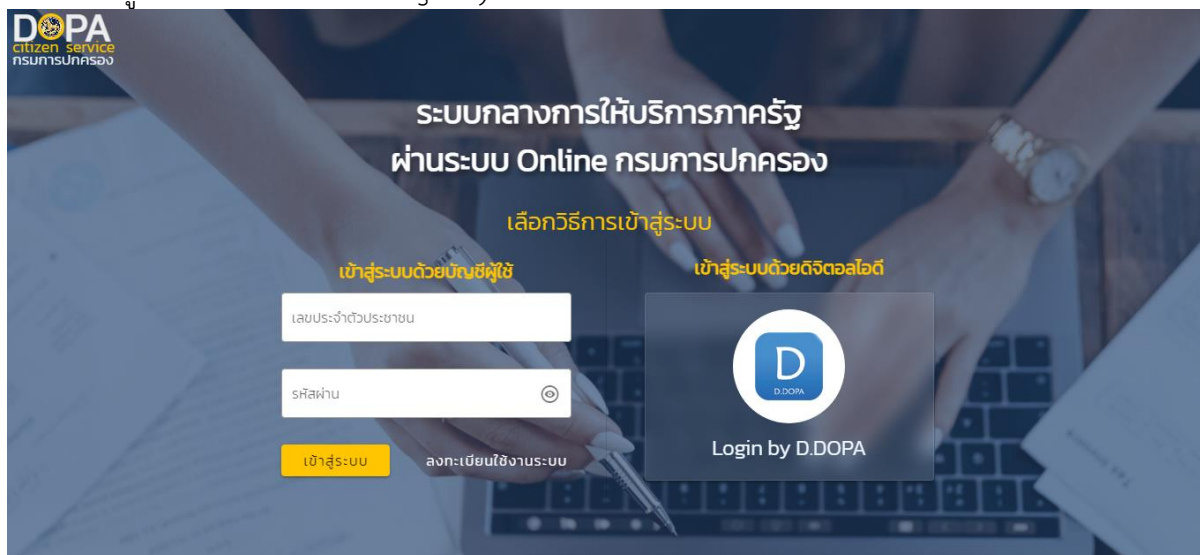 DOPA
citizen service
กรมการปกครอง
ระบบกลางการให้บริการภาครัฐ
ผ่านระบบ Online กรมการปกครอง
เลือกวิธีการเข้าสู่ระบบ
เข้าสู่ระบบด้วยบัญชีผู้ใช้
เลขประจำตัวประชาชน
รหัสผ่าน
เข้าสู่ระบบ
ลงทะเบียนใช้งานระบบ
เข้าสู่ระบบด้วยดิจิตอลไอดี
D
D.DOPA
Login by D.DOPA